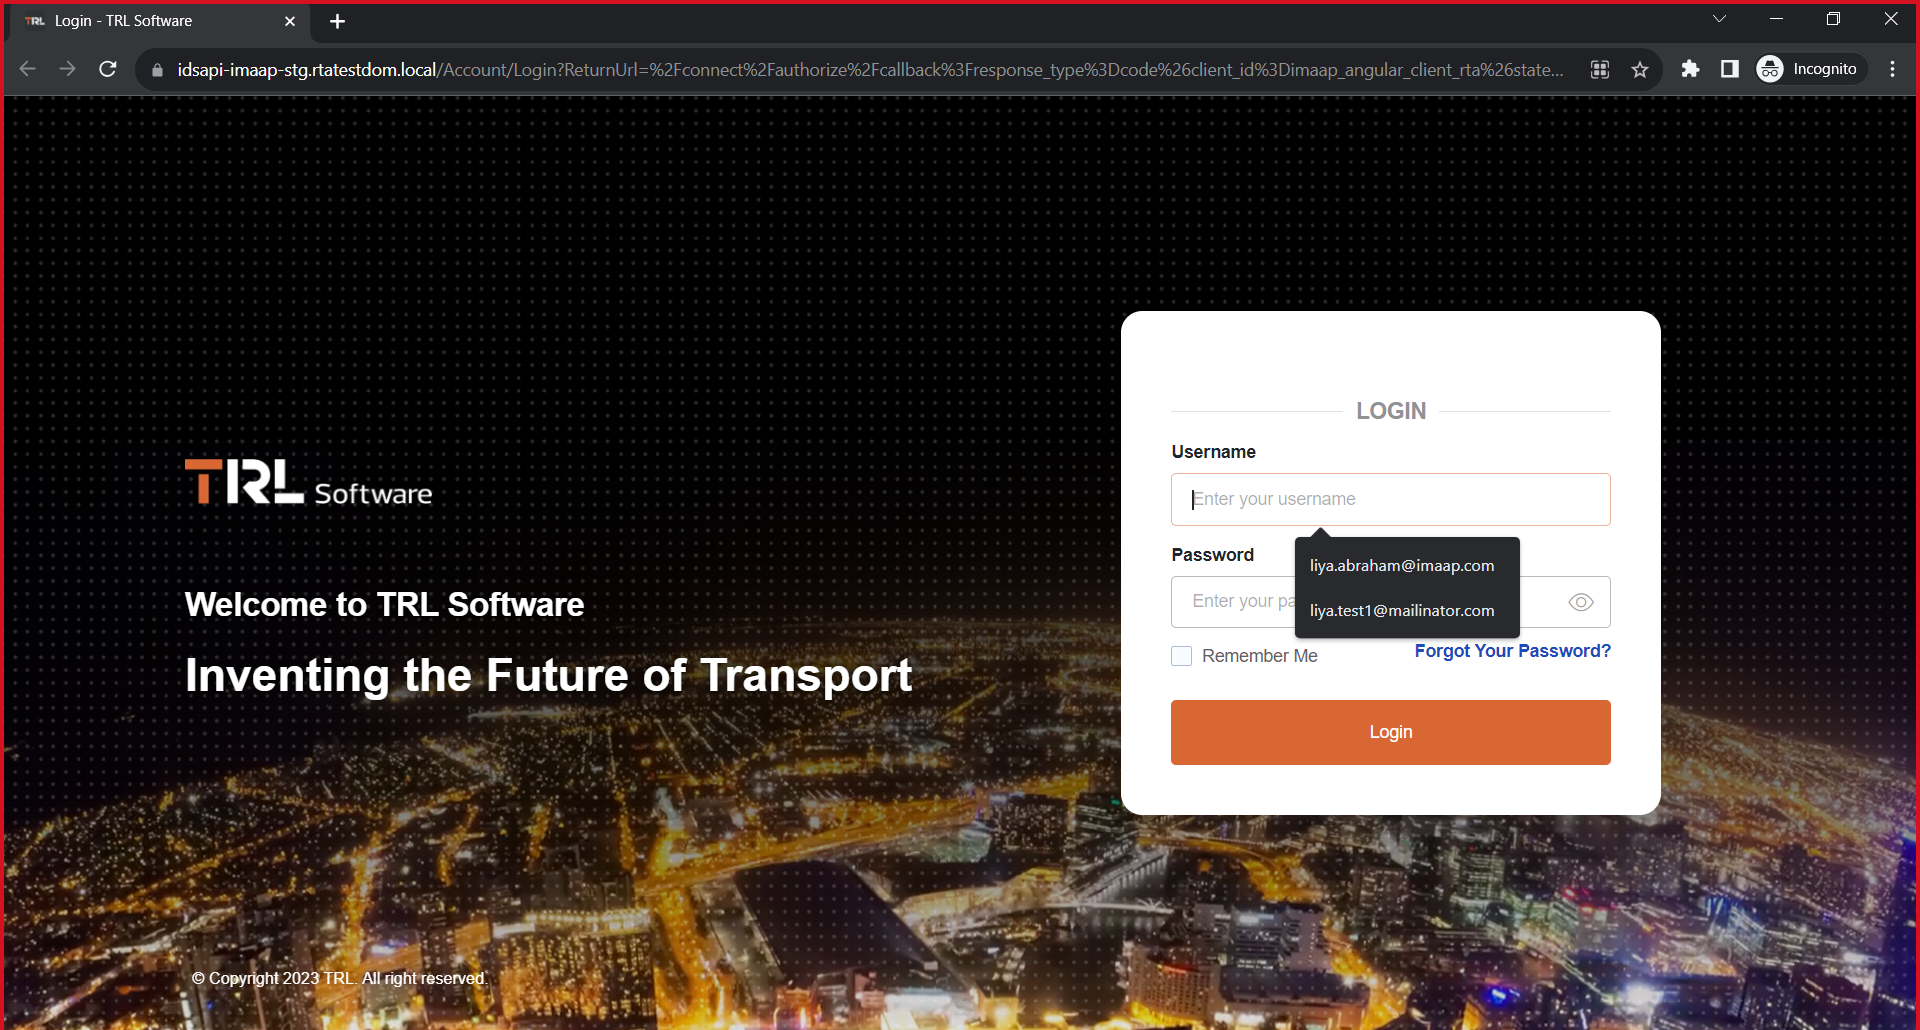 Login - TRL Software
idsapi-imaap-stg.rtatestdom.local/Account/Login?ReturnUrl=%2Fconnect%2Fauthorize%2Fcallback%3Fresponse_type%3Dcode%26client_id%3Dimaap_angular_client_rta%26state...
Incognito
LOGIN
Username
Enter your username
liya.abraham@imaap.com
liya.test1@mailinator.com
Password
Enter your pa
Remember Me
Forgot Your Password?
Login
TRL Software
Welcome to TRL Software
Inventing the Future of Transport
© Copyright 2023 TRL. All right reserved.